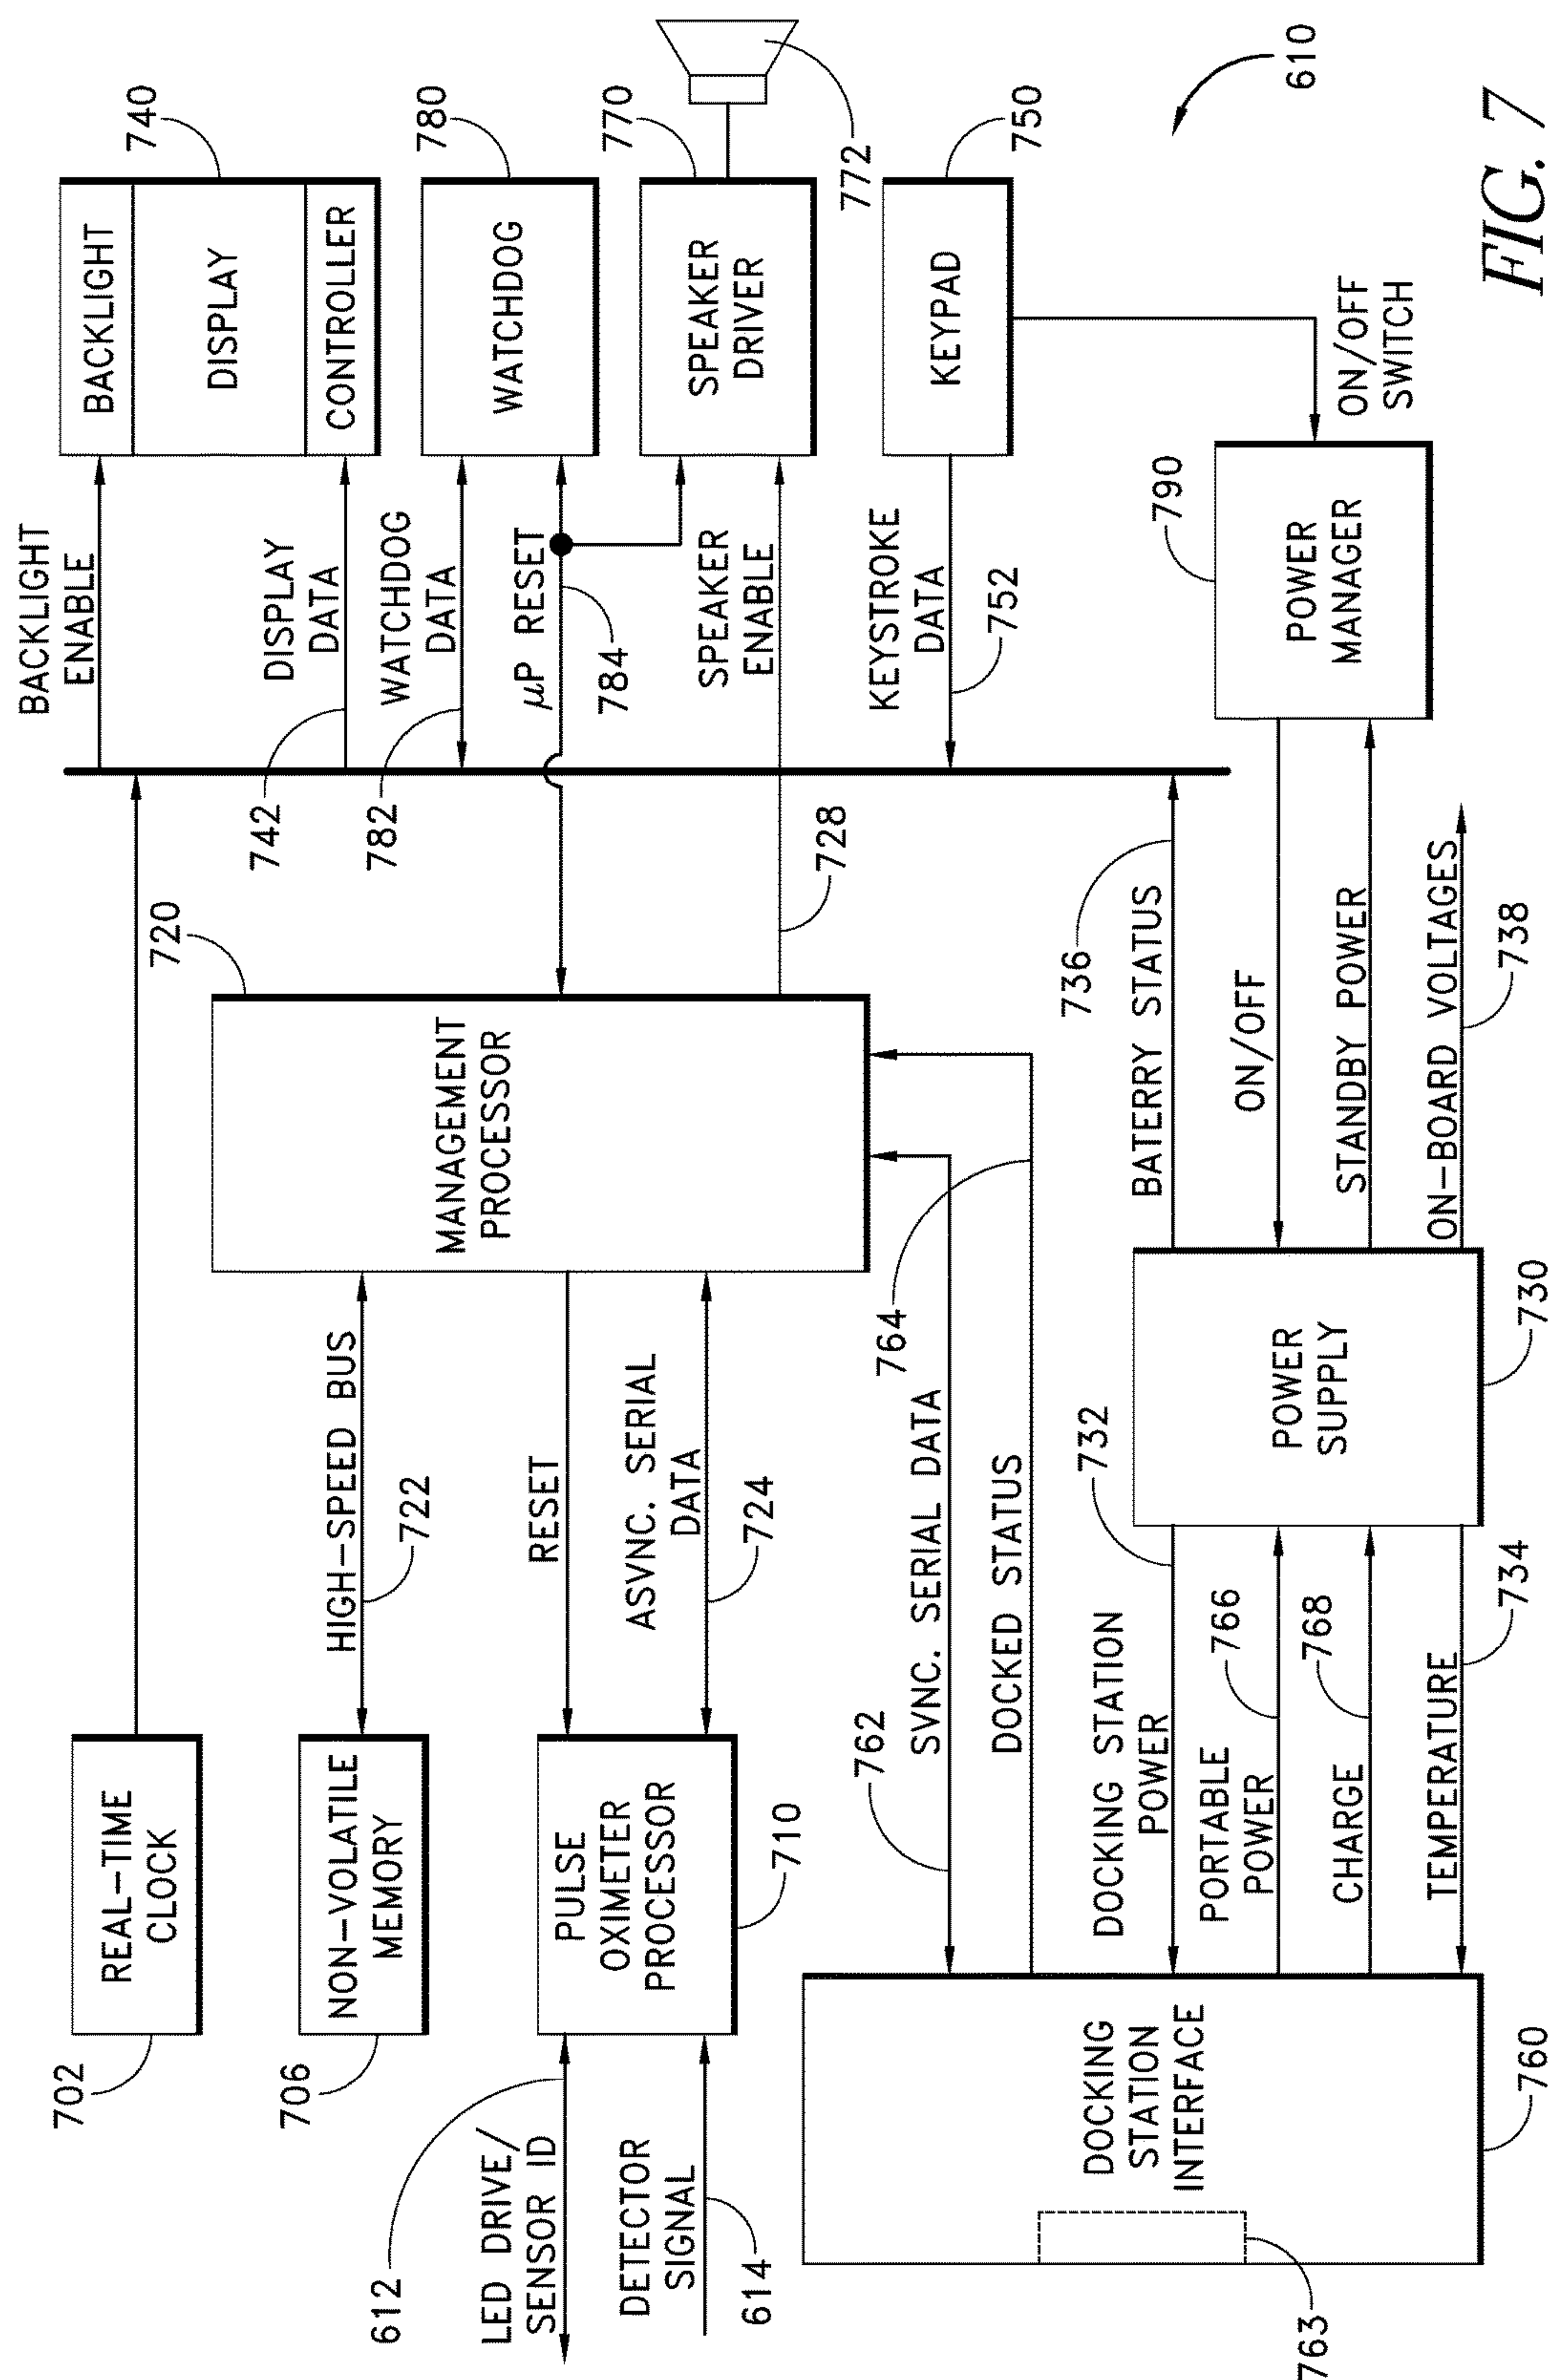 702
REAL-TIME
CLOCK
706
NON-VOLATILE
MEMORY
HIGH-SPEED BUS
722
720
MANAGEMENT
PROCESSOR
BACKLIGHT
ENABLE
DISPLAY
DATA
742
BACKLIGHT
DISPLAY
CONTROLLER
740
WATCHDOG
DATA
782
WATCHDOG
780
μP RESET
784
SPEAKER
DRIVER
770
772
SPEAKER
ENABLE
728
612
LED DRIVE/
SENSOR ID
DETECTOR
SIGNAL
614
PULSE
OXIMETER
PROCESSOR
710
RESET
ASVNC. SERIAL
DATA
724
KEYSTROKE
DATA
752
KEYPAD
750
762
SVNC. SERIAL DATA
764
DOCKED STATUS
DOCKING
STATION
INTERFACE
763
760
DOCKING STATION
POWER
732
PORTABLE
POWER
766
CHARGE
768
TEMPERATURE
734
POWER
SUPPLY
730
BATERRY STATUS
736
ON/OFF
STANDBY POWER
ON-BOARD VOLTAGES
738
POWER
MANAGER
790
ON/OFF
SWITCH
610
FIG. 7